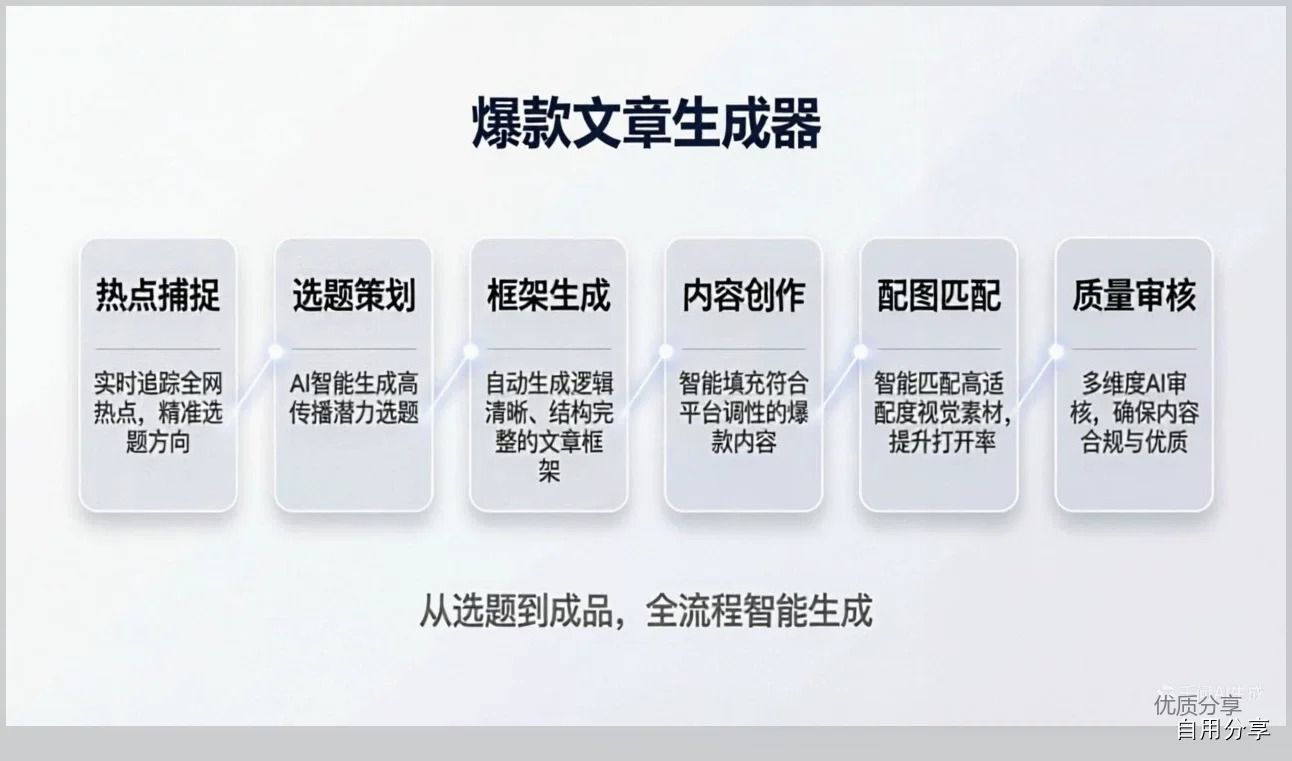 爆款文章生成器
热点捕捉
实时追踪全网
热点，精准选
题方向
选题策划
AI智能生成高
传播潜力选题
框架生成
自动生成逻辑
清晰、结构完
整的文章框
架
内容创作
智能填充符合
平台调性的爆
款内容
配图匹配
智能匹配高适
配度视觉素材，
提升打开率
质量审核
多维度AI审
核，确保内容
合规与优质
从选题到成品，全流程智能生成
千问AI生成
优质分享
自用分享